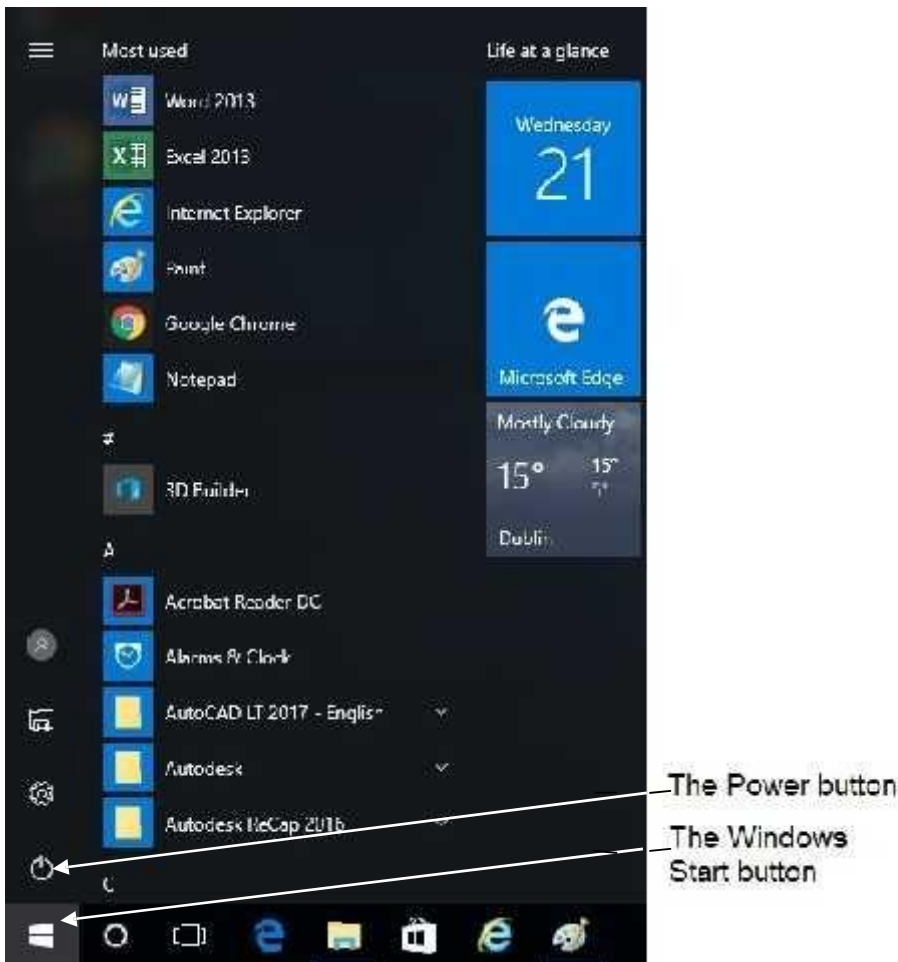 Most used
Life at a glance
Word 2013
Excel 2013
Internet Explorer
Paint
Google Chrome
Notepad
#
3D Builder
A
Acrobat Reader DC
Alarms & Clock
AutoCAD LT 2017 - English
Autodesk
Autodesk ReCap 2016
C
Wednesday
21
Microsoft Edge
Mostly Cloudy
15° 15°
Dublin
The Power button
The Windows
Start button